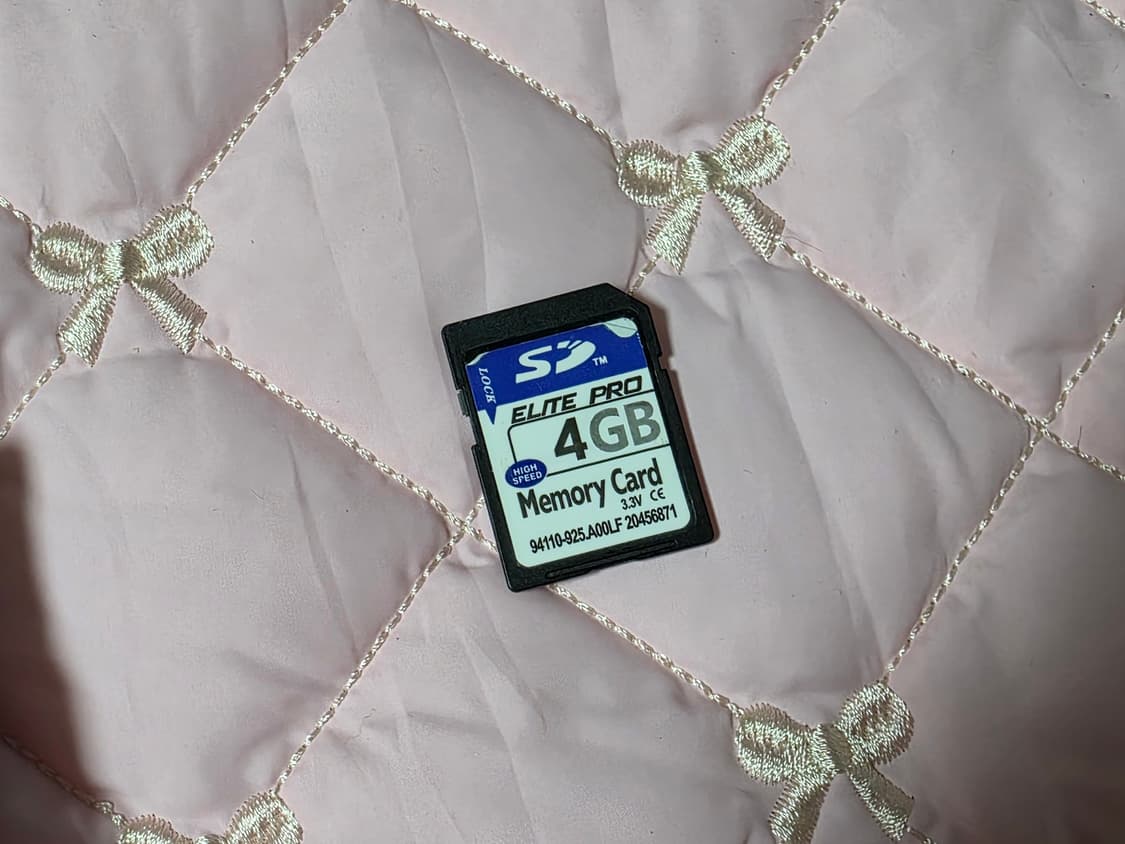 SD™
LOCK
ELITE PRO
4GB
HIGH
SPEED
Memory Card
3.3V CE
94110-925.A00LF 20456871